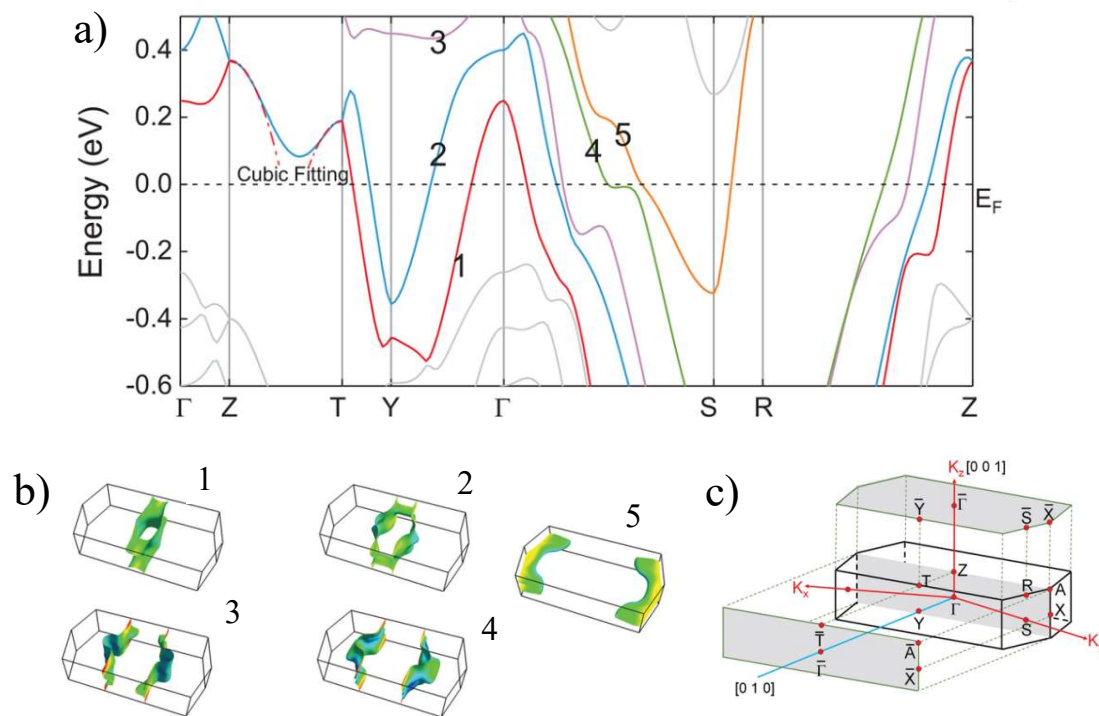 a)
Energy (eV)
0.4
0.2
0.0
-0.2
-0.4
-0.6
3
2
1
4
5
Cubic Fitting
E_F
Γ Z T Y Γ S R Z
b)
1
2
3
4
5
c)
K_z [0 0 1]
Γ̄
Ȳ
S̄
X̄
T
Z
R
A
K_x
Γ
X
Y
S
K
T̄
Ā
Γ̄
X̄
[0 1 0]